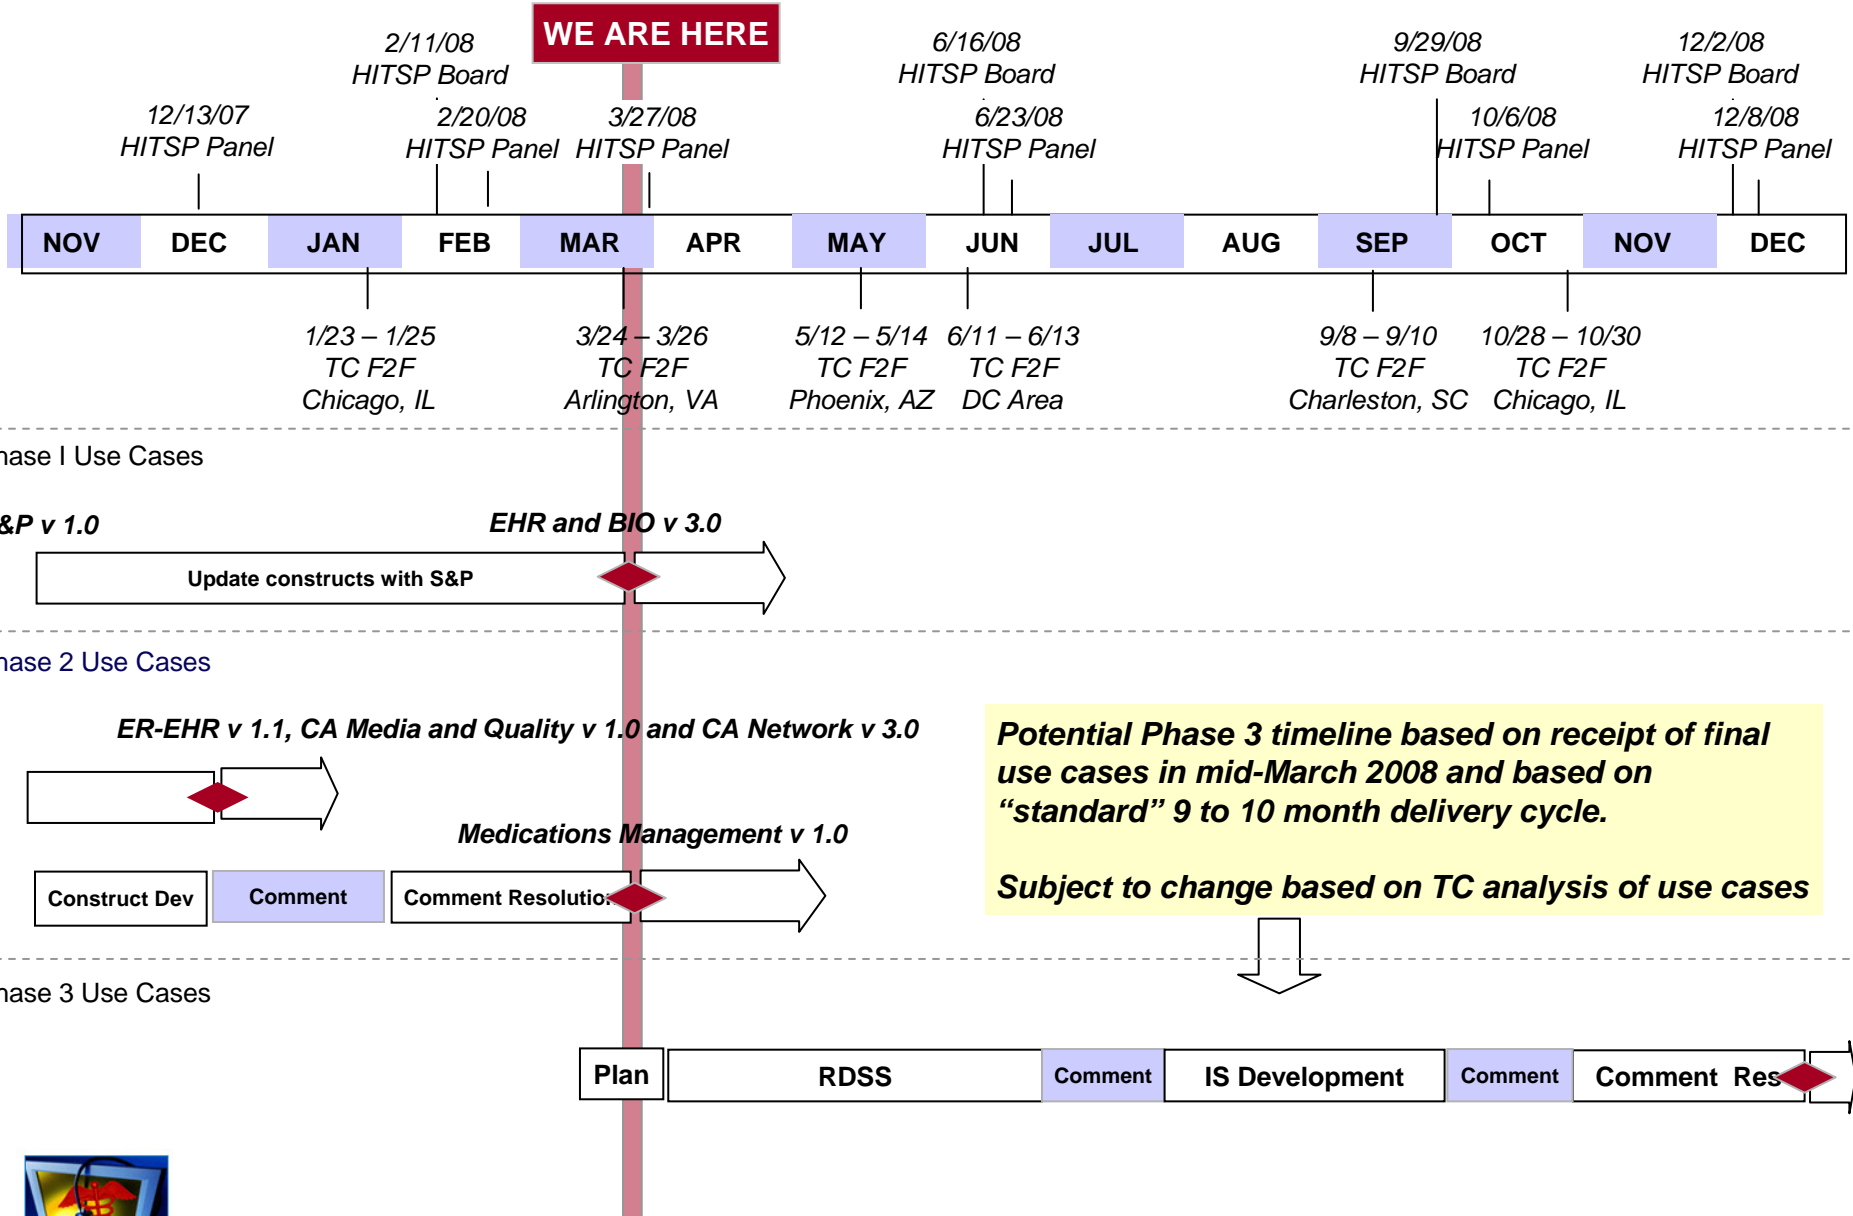 WE ARE HERE
2/11/08
HITSP Board
6/16/08
HITSP Board
9/29/08
HITSP Board
12/2/08
HITSP Board
12/13/07
HITSP Panel
2/20/08
HITSP Panel
3/27/08
HITSP Panel
6/23/08
HITSP Panel
10/6/08
HITSP Panel
12/8/08
HITSP Panel
NOV DEC JAN FEB MAR APR MAY JUN JUL AUG SEP OCT NOV DEC
1/23 – 1/25
TC F2F
Chicago, IL
3/24 – 3/26
TC F2F
Arlington, VA
5/12 – 5/14
TC F2F
Phoenix, AZ
6/11 – 6/13
TC F2F
DC Area
9/8 – 9/10
TC F2F
Charleston, SC
10/28 – 10/30
TC F2F
Chicago, IL
hase I Use Cases
&P v 1.0
EHR and BIO v 3.0
Update constructs with S&P
hase 2 Use Cases
ER-EHR v 1.1, CA Media and Quality v 1.0 and CA Network v 3.0
Medications Management v 1.0
Construct Dev
Comment
Comment Resolution
Potential Phase 3 timeline based on receipt of final
use cases in mid-March 2008 and based on
“standard” 9 to 10 month delivery cycle.
Subject to change based on TC analysis of use cases
hase 3 Use Cases
Plan
RDSS
Comment
IS Development
Comment
Comment Res